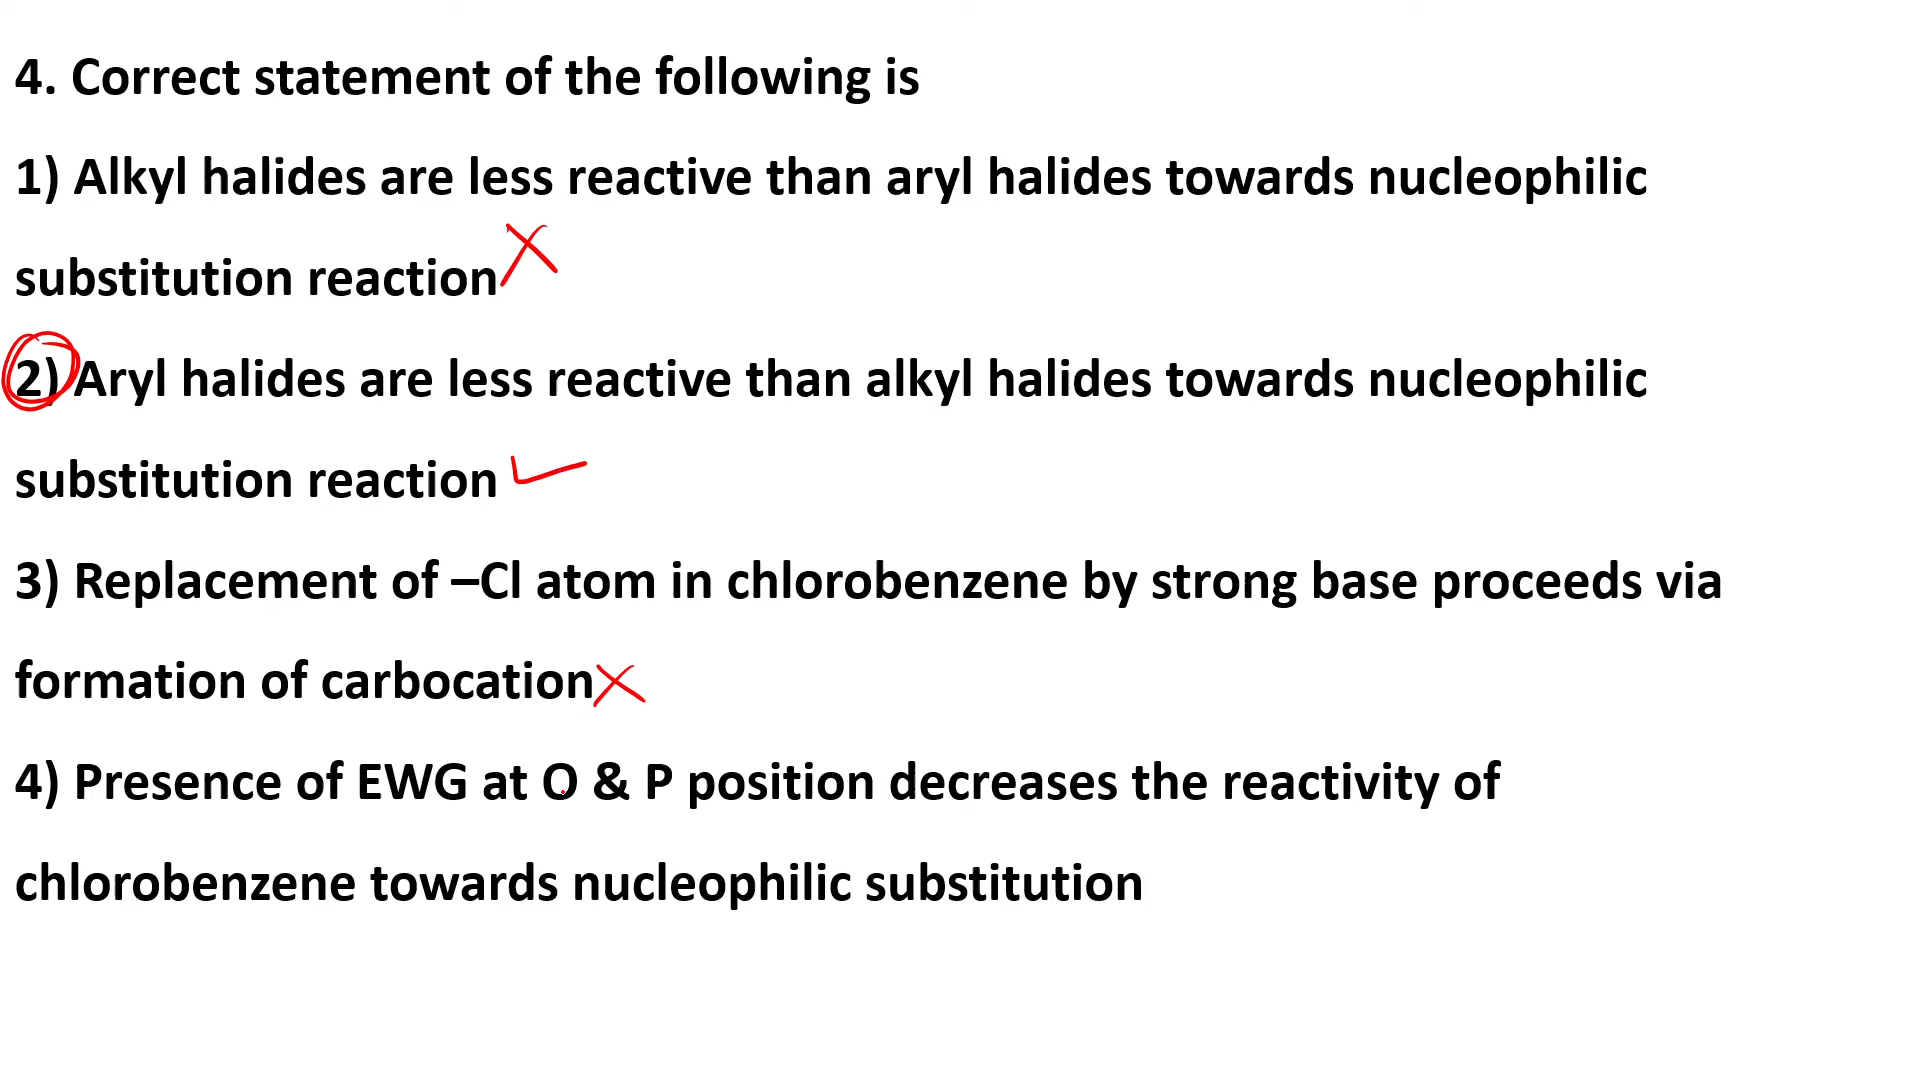 4. Correct statement of the following is
1) Alkyl halides are less reactive than aryl halides towards nucleophilic
substitution reaction
2) Aryl halides are less reactive than alkyl halides towards nucleophilic
substitution reaction
3) Replacement of –Cl atom in chlorobenzene by strong base proceeds via
formation of carbocation
4) Presence of EWG at O & P position decreases the reactivity of
chlorobenzene towards nucleophilic substitution